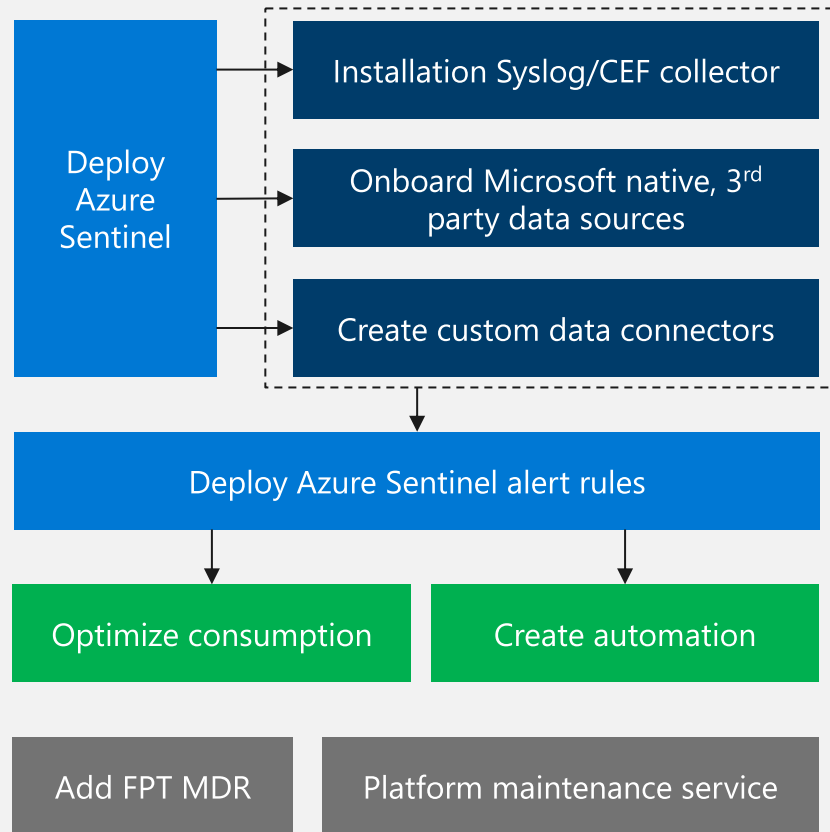 Deploy
Azure
Sentinel
Installation Syslog/CEF collector
Onboard Microsoft native, 3rd
party data sources
Create custom data connectors
Deploy Azure Sentinel alert rules
Optimize consumption
Create automation
Add FPT MDR
Platform maintenance service